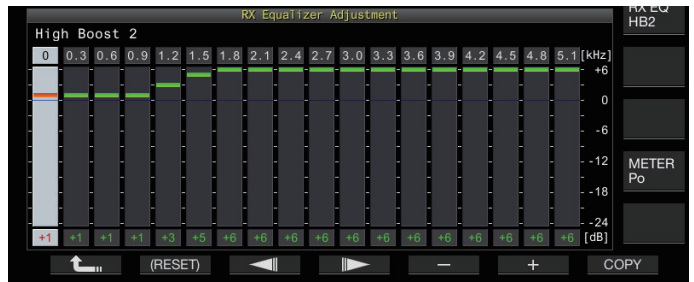 RX Equalizer Adjustment
RX EQ
HB2
High Boost 2
0 0.3 0.6 0.9 1.2 1.5 1.8 2.1 2.4 2.7 3.0 3.3 3.6 3.9 4.2 4.5 4.8 5.1 [kHz]
+6
0
-6
-12
METER
Po
-18
-24
+1 +1 +1 +1 +3 +5 +6 +6 +6 +6 +6 +6 +6 +6 +6 +6 +6 +6 [dB]
(RESET) − + COPY